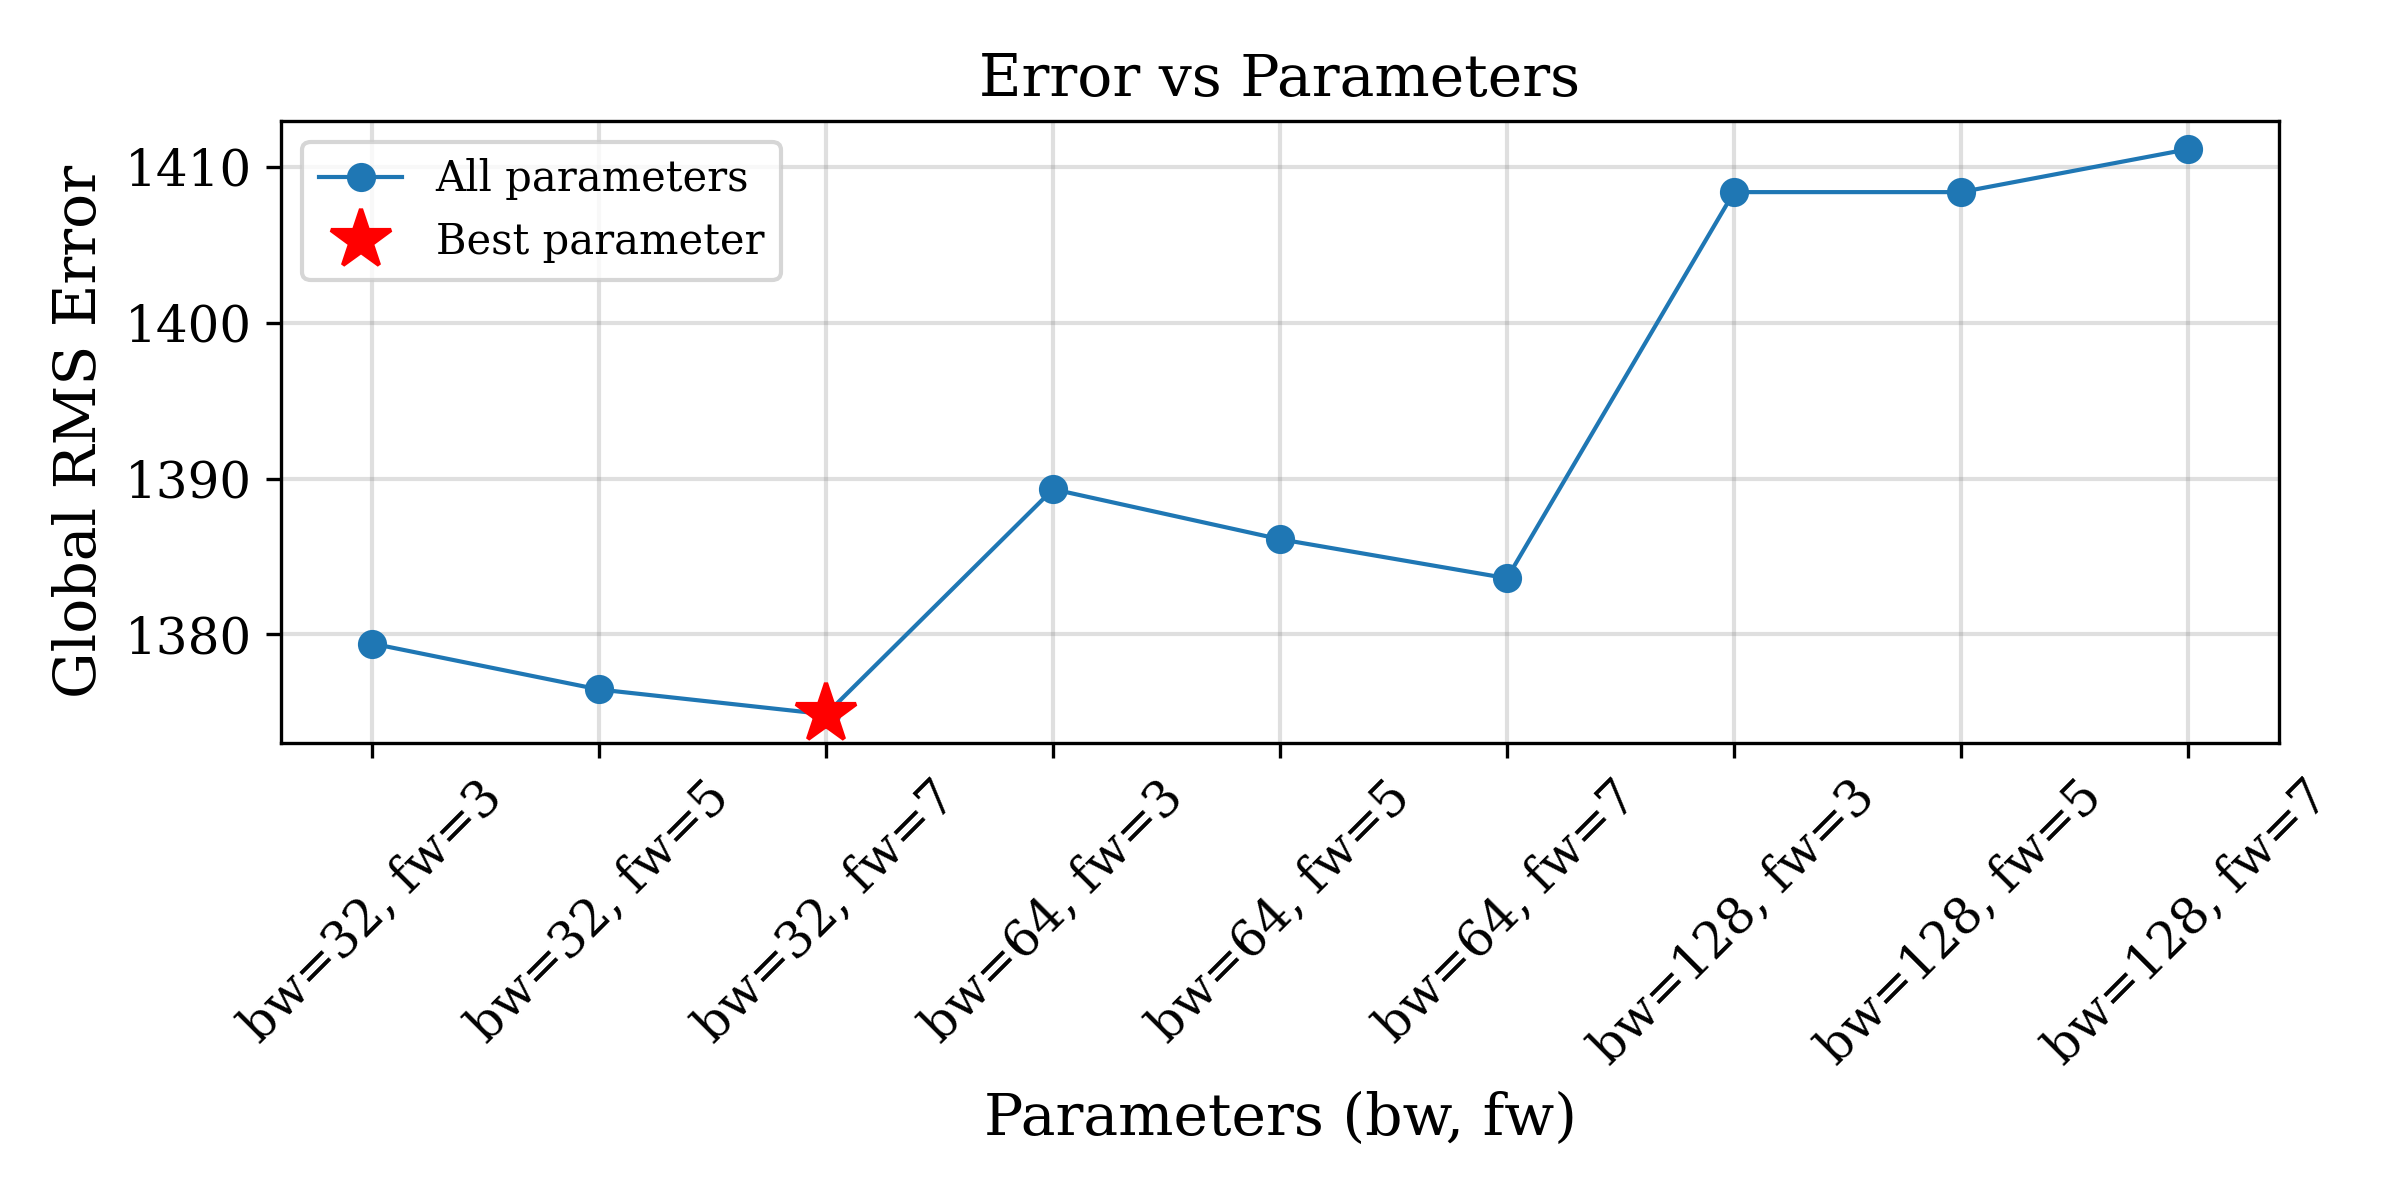 Error vs Parameters
Global RMS Error
1410
1400
1390
1380
All parameters
Best parameter
bw=32, fw=3
bw=32, fw=5
bw=32, fw=7
bw=64, fw=3
bw=64, fw=5
bw=64, fw=7
bw=128, fw=3
bw=128, fw=5
bw=128, fw=7
Parameters (bw, fw)